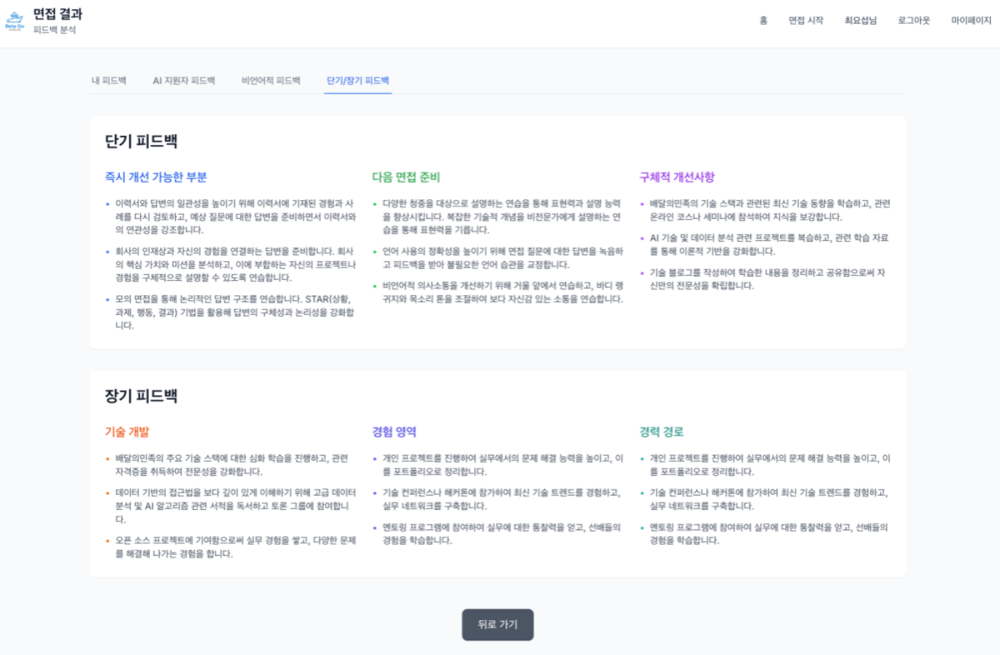 면접 결과
피드백 분석
Beta Go
홈
면접 시작
최요섭님
로그아웃
마이페이지
내 피드백
AI 지원자 피드백
비언어적 피드백
단기/장기 피드백
단기 피드백
즉시 개선 가능한 부분
• 이력서와 답변의 일관성을 높이기 위해 이력서에 기재된 경험과 사
례를 다시 검토하고, 예상 질문에 대한 답변을 준비하면서 이력서와
의 연관성을 강조합니다.
• 회사의 인재상과 자신의 경험을 연결하는 답변을 준비합니다. 회사
의 핵심 가치와 미션을 분석하고, 이에 부합하는 자신의 프로젝트나
경험을 구체적으로 설명할 수 있도록 연습합니다.
• 모의 면접을 통해 논리적인 답변 구조를 연습합니다. STAR(상황,
과제, 행동, 결과) 기법을 활용해 답변의 구체성과 논리성을 강화합
니다.
다음 면접 준비
• 다양한 청중을 대상으로 설명하는 연습을 통해 표현력과 설명 능력
을 향상시킵니다. 복잡한 기술적 개념을 비전문가에게 설명하는 연
습을 통해 표현력을 기릅니다.
• 언어 사용의 정확성을 높이기 위해 면접 질문에 대한 답변을 녹음하
고 피드백을 받아 불필요한 언어 습관을 교정합니다.
• 비언어적 의사소통을 개선하기 위해 거울 앞에서 연습하고, 바디 랭
귀지와 목소리 톤을 조절하여 보다 자신감 있는 소통을 연습합니다.
구체적 개선사항
• 배달의민족의 기술 스택과 관련된 최신 기술 동향을 학습하고, 관련
온라인 코스나 세미나에 참석하여 지식을 보강합니다.
• AI 기술 및 데이터 분석 관련 프로젝트를 복습하고, 관련 학습 자료
를 통해 이론적 기반을 강화합니다.
• 기술 블로그를 작성하여 학습한 내용을 정리하고 공유함으로써 자
신만의 전문성을 확립합니다.
장기 피드백
기술 개발
• 배달의민족의 주요 기술 스택에 대한 심화 학습을 진행하고, 관련
자격증을 취득하여 전문성을 강화합니다.
• 데이터 기반의 접근법을 보다 깊이 있게 이해하기 위해 고급 데이터
분석 및 AI 알고리즘 관련 서적을 독서하고 토론 그룹에 참여합니
다.
• 오픈 소스 프로젝트에 기여함으로써 실무 경험을 쌓고, 다양한 문제
를 해결해 나가는 경험을 합니다.
경험 영역
• 개인 프로젝트를 진행하여 실무에서의 문제 해결 능력을 높이고, 이
를 포트폴리오로 정리합니다.
• 기술 컨퍼런스나 해커톤에 참가하여 최신 기술 트렌드를 경험하고,
실무 네트워크를 구축합니다.
• 멘토링 프로그램에 참여하여 실무에 대한 통찰력을 얻고, 선배들의
경험을 학습합니다.
경력 경로
• 개인 프로젝트를 진행하여 실무에서의 문제 해결 능력을 높이고, 이
를 포트폴리오로 정리합니다.
• 기술 컨퍼런스나 해커톤에 참가하여 최신 기술 트렌드를 경험하고,
실무 네트워크를 구축합니다.
• 멘토링 프로그램에 참여하여 실무에 대한 통찰력을 얻고, 선배들의
경험을 학습합니다.
뒤로 가기